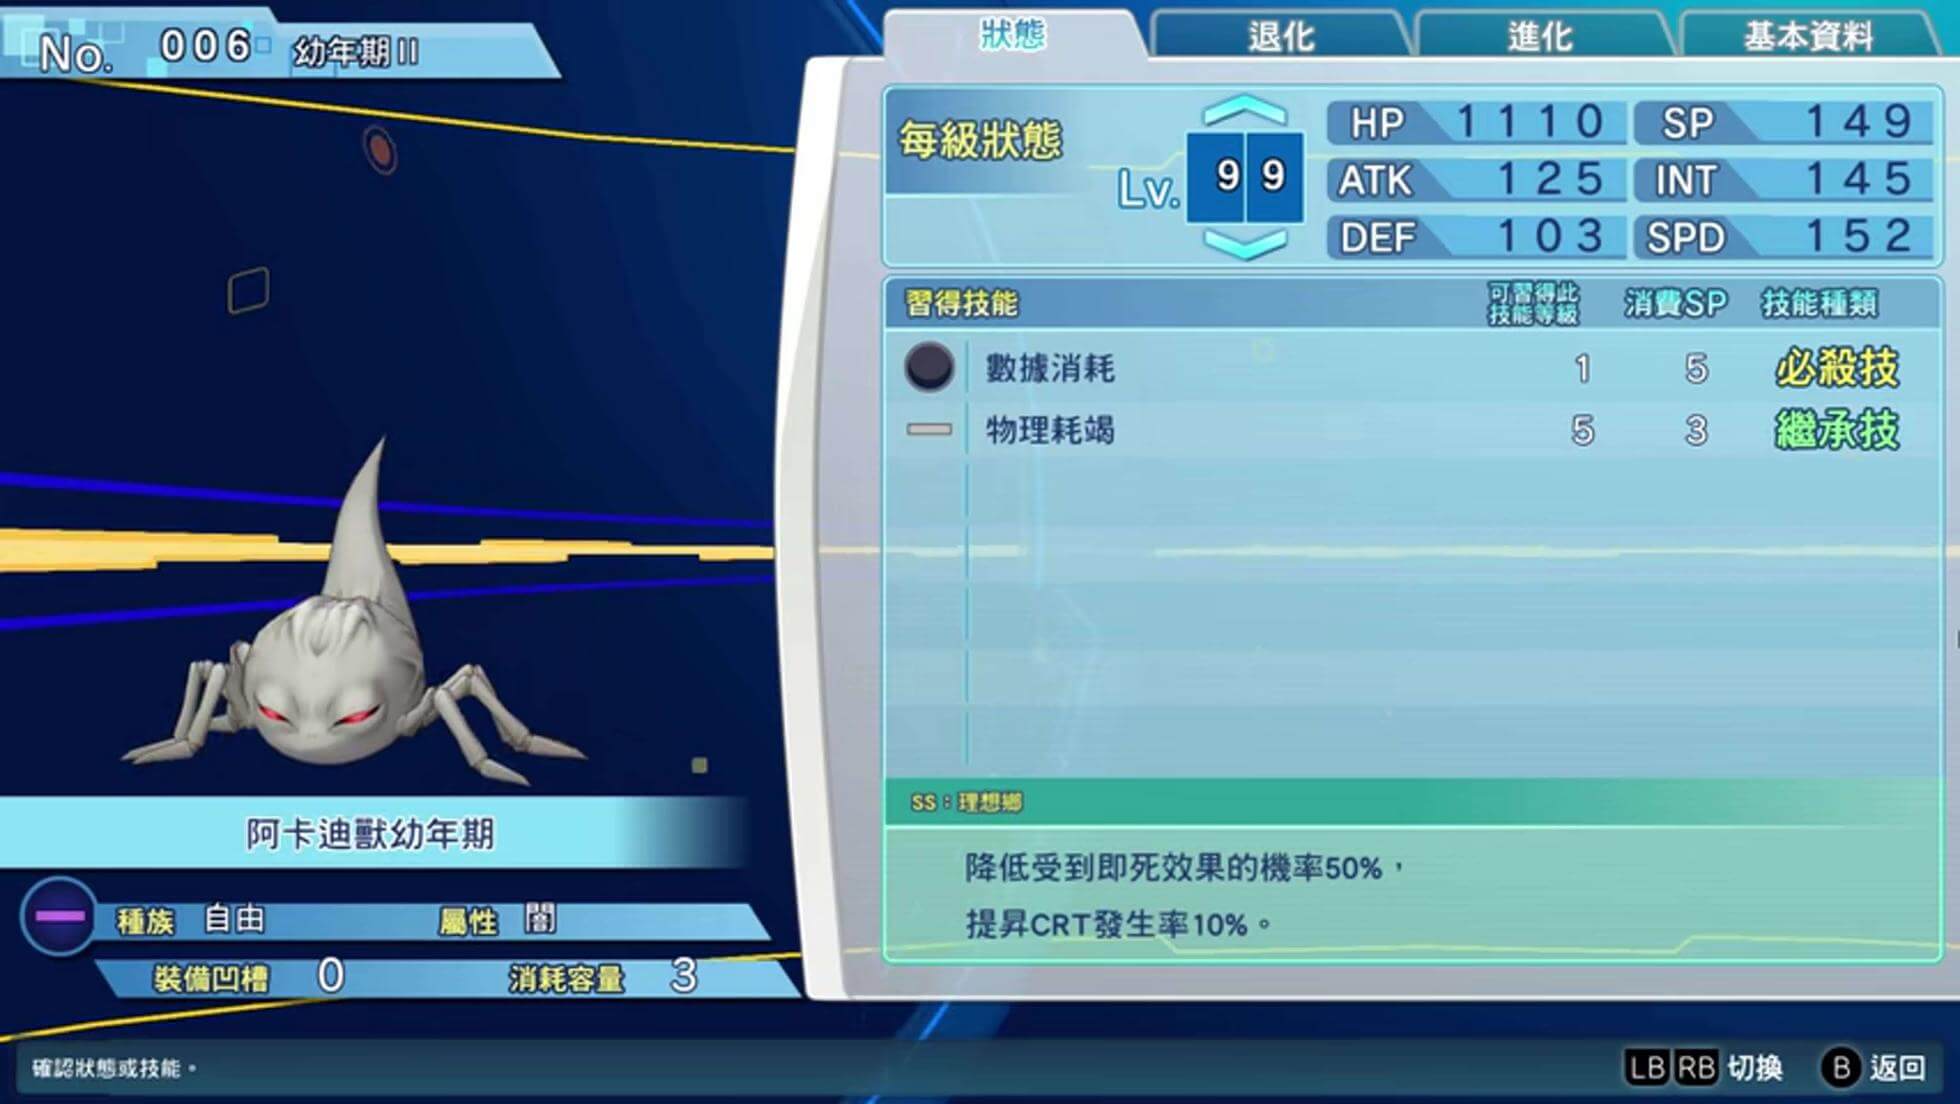 No. 006 幼年期II
狀態 退化 進化 基本資料
每級狀態
Lv. 99
HP 1110 SP 149
ATK 125 INT 145
DEF 103 SPD 152
習得技能 可習得此技能等級 消費SP 技能種類
數據消耗 1 5 必殺技
物理耗竭 5 3 繼承技
SS：理想鄉
降低受到即死效果的機率50%，
提昇CRT發生率10%。
阿卡迪獸幼年期
種族 自由 屬性 闇
裝備凹槽 0 消耗容量 3
確認狀態或技能。
LB RB 切換 B 返回